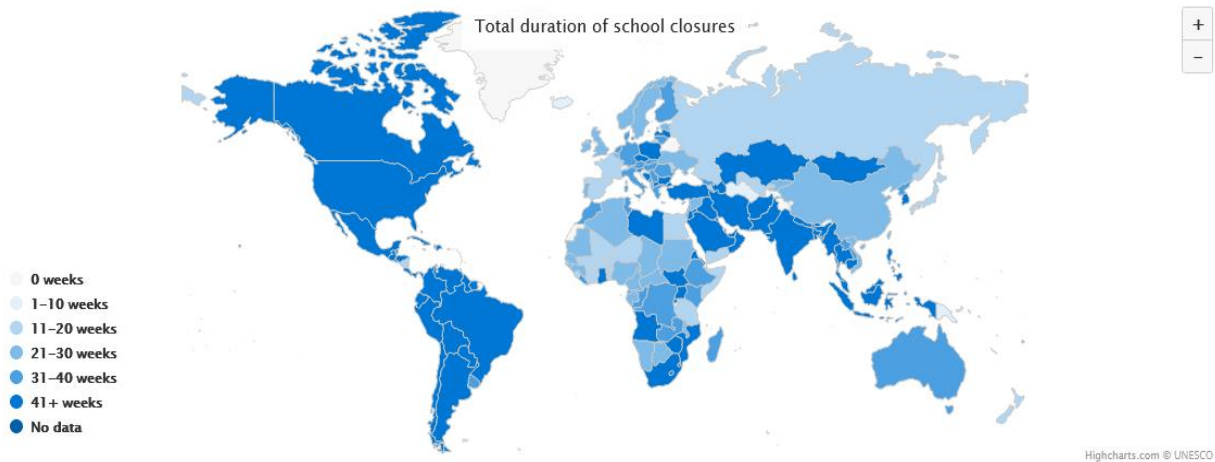 Total duration of school closures
+
−
0 weeks
1−10 weeks
11−20 weeks
21−30 weeks
31−40 weeks
41+ weeks
No data
Highcharts.com © UNESCO